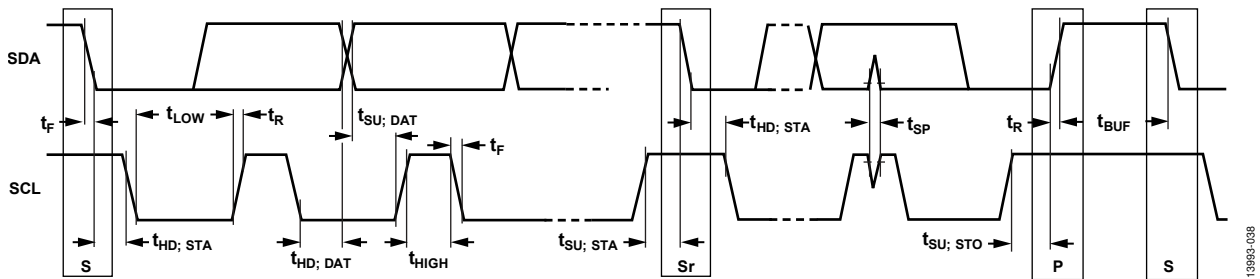 SDA
tF
tLOW
tR
tSU; DAT
tF
tHD; STA
tSP
tR
tBUF
SCL
tHD; STA
tHD; DAT
tHIGH
tSU; STA
tSU; STO
S
Sr
P
S
13993-038